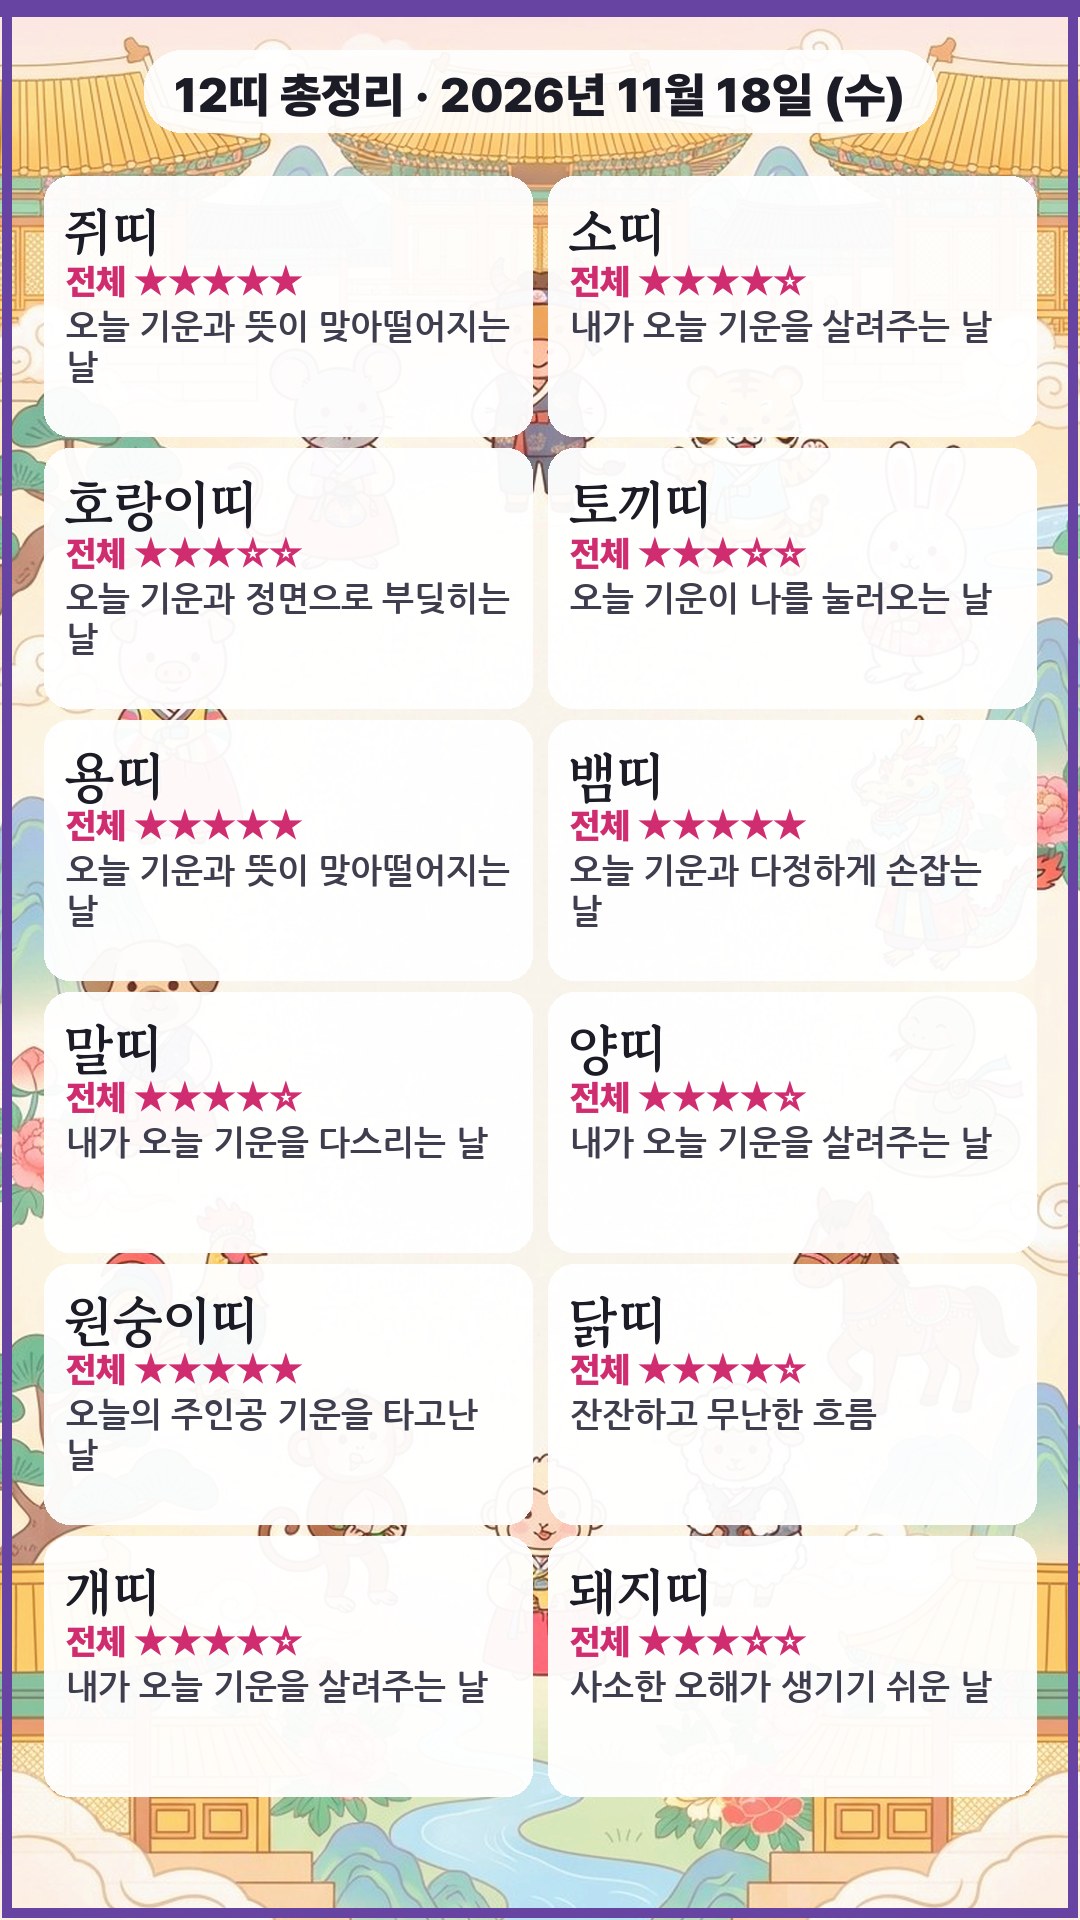 12띠 총정리 · 2026년 11월 18일 (수)
쥐띠
전체 ★★★★★
오늘 기운과 뜻이 맞아떨어지는
날
소띠
전체 ★★★★☆
내가 오늘 기운을 살려주는 날
호랑이띠
전체 ★★★☆☆
오늘 기운과 정면으로 부딪히는
날
토끼띠
전체 ★★★☆☆
오늘 기운이 나를 눌러오는 날
용띠
전체 ★★★★★
오늘 기운과 뜻이 맞아떨어지는
날
뱀띠
전체 ★★★★★
오늘 기운과 다정하게 손잡는
날
말띠
전체 ★★★★☆
내가 오늘 기운을 다스리는 날
양띠
전체 ★★★★☆
내가 오늘 기운을 살려주는 날
원숭이띠
전체 ★★★★★
오늘의 주인공 기운을 타고난
날
닭띠
전체 ★★★★☆
잔잔하고 무난한 흐름
개띠
전체 ★★★★☆
내가 오늘 기운을 살려주는 날
돼지띠
전체 ★★★☆☆
사소한 오해가 생기기 쉬운 날